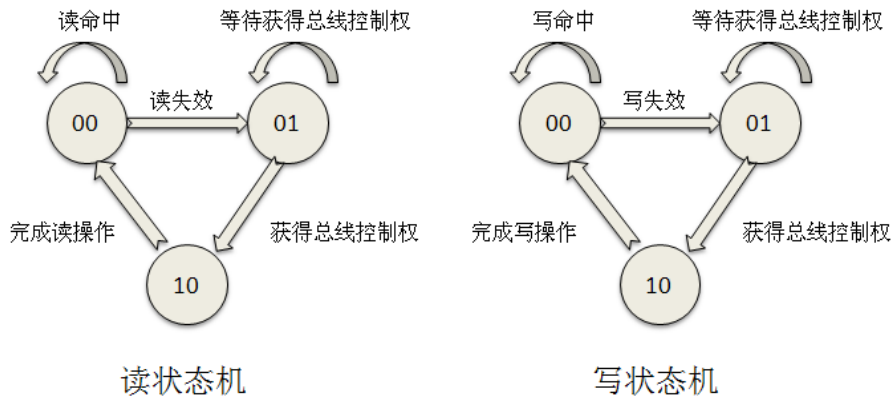 读命中
等待获得总线控制权
写命中
等待获得总线控制权
00
读失效
01
00
写失效
01
完成读操作
获得总线控制权
完成写操作
获得总线控制权
10
10
读状态机
写状态机